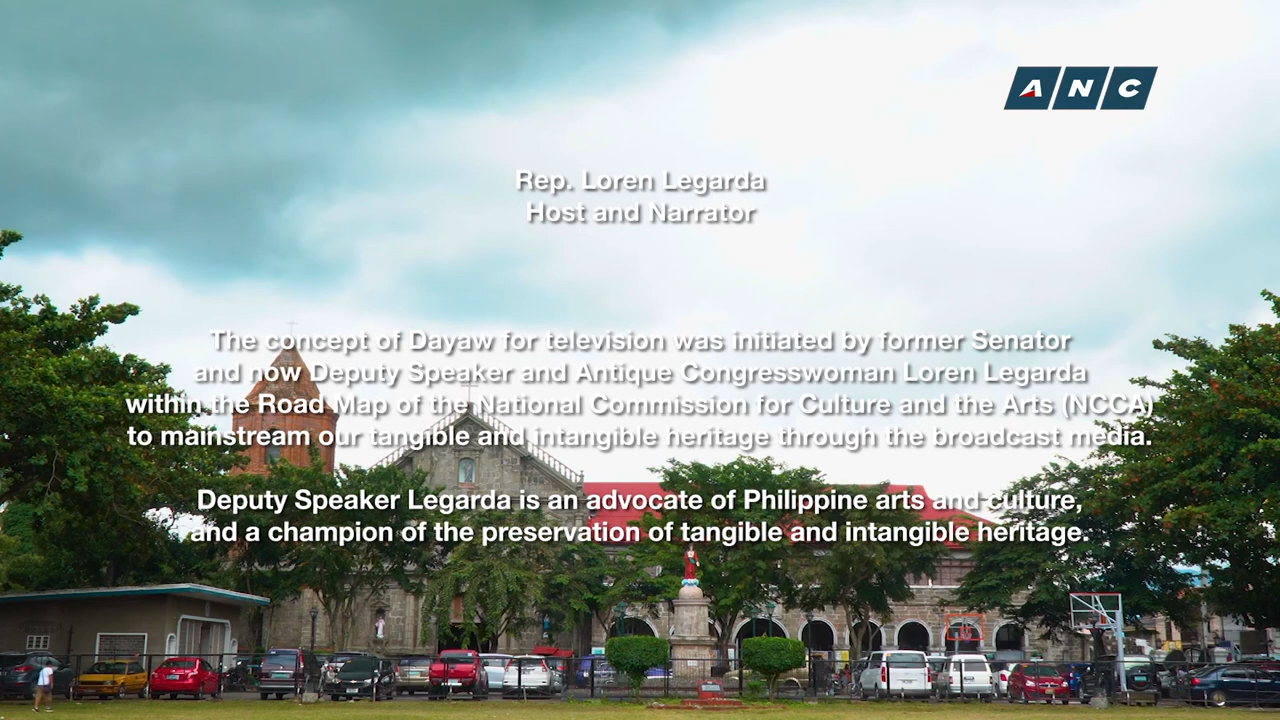 ANC
Rep. Loren Legarda
Host and Narrator
The concept of Dayaw for television was initiated by former Senator
and now Deputy Speaker and Antique Congresswoman Loren Legarda
within the Road Map of the National Commission for Culture and the Arts (NCCA)
to mainstream our tangible and intangible heritage through the broadcast media.
Deputy Speaker Legarda is an advocate of Philippine arts and culture,
and a champion of the preservation of tangible and intangible heritage.